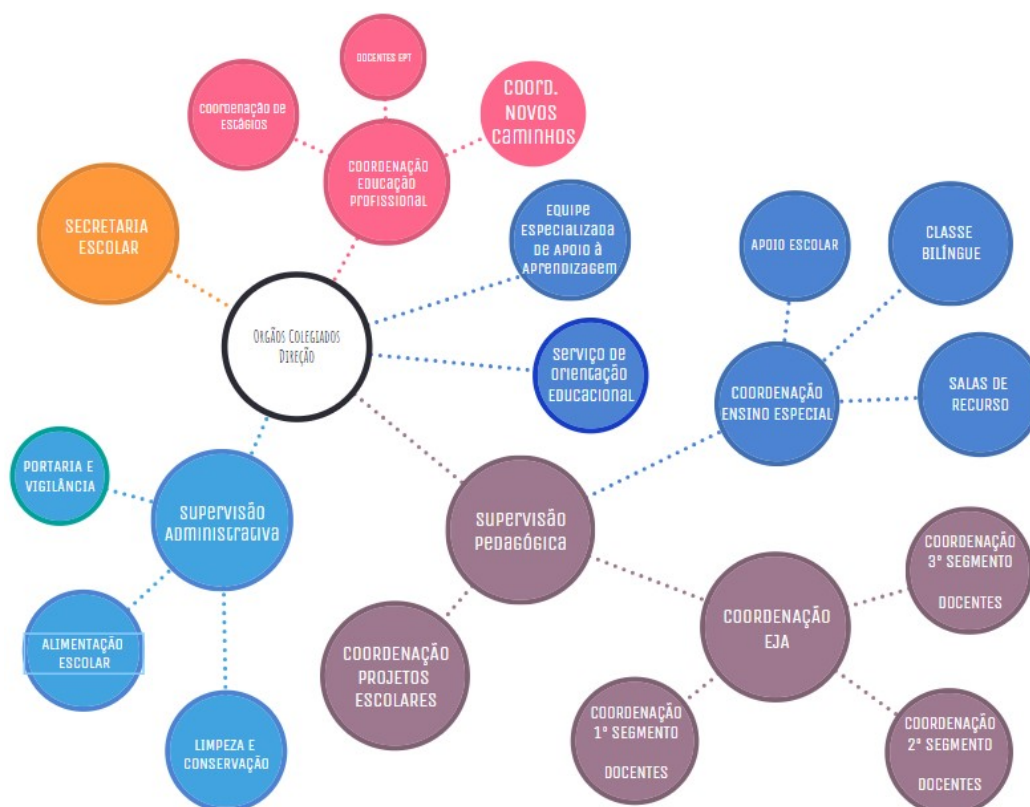 DOCENTES EPT
COORDENAÇÃO DE
ESTÁGIOS
COORD.
NOVOS
CAMINHOS
COORDENAÇÃO
EDUCAÇÃO
PROFISSIONAL
SECRETARIA
ESCOLAR
EQUIPE
ESPECIALIZADA
DE APOIO À
APRENDIZAGEM
APOIO ESCOLAR
CLASSE
BILÍNGUE
ORGÃOS COLEGIADOS
DIREÇÃO
SERVIÇO DE
ORIENTAÇÃO
EDUCACIONAL
COORDENAÇÃO
ENSINO ESPECIAL
SALAS DE
RECURSO
PORTARIA E
VIGILÂNCIA
SUPERVISÃO
ADMINISTRATIVA
SUPERVISÃO
PEDAGÓGICA
COORDENAÇÃO
3º SEGMENTO
DOCENTES
ALIMENTAÇÃO
ESCOLAR
COORDENAÇÃO
PROJETOS
ESCOLARES
COORDENAÇÃO
EJA
LIMPEZA E
CONSERVAÇÃO
COORDENAÇÃO
1º SEGMENTO
DOCENTES
COORDENAÇÃO
2º SEGMENTO
DOCENTES